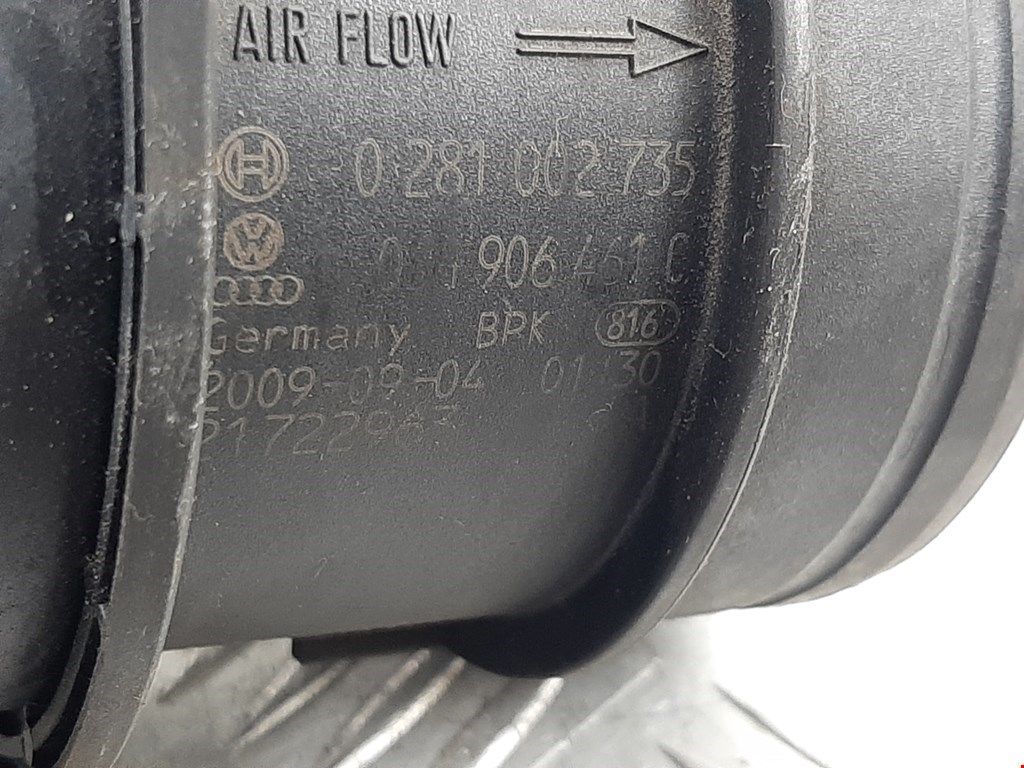 AIR FLOW
0 281 002 735
906 461 C
Germany BPK 816
2009-09-04